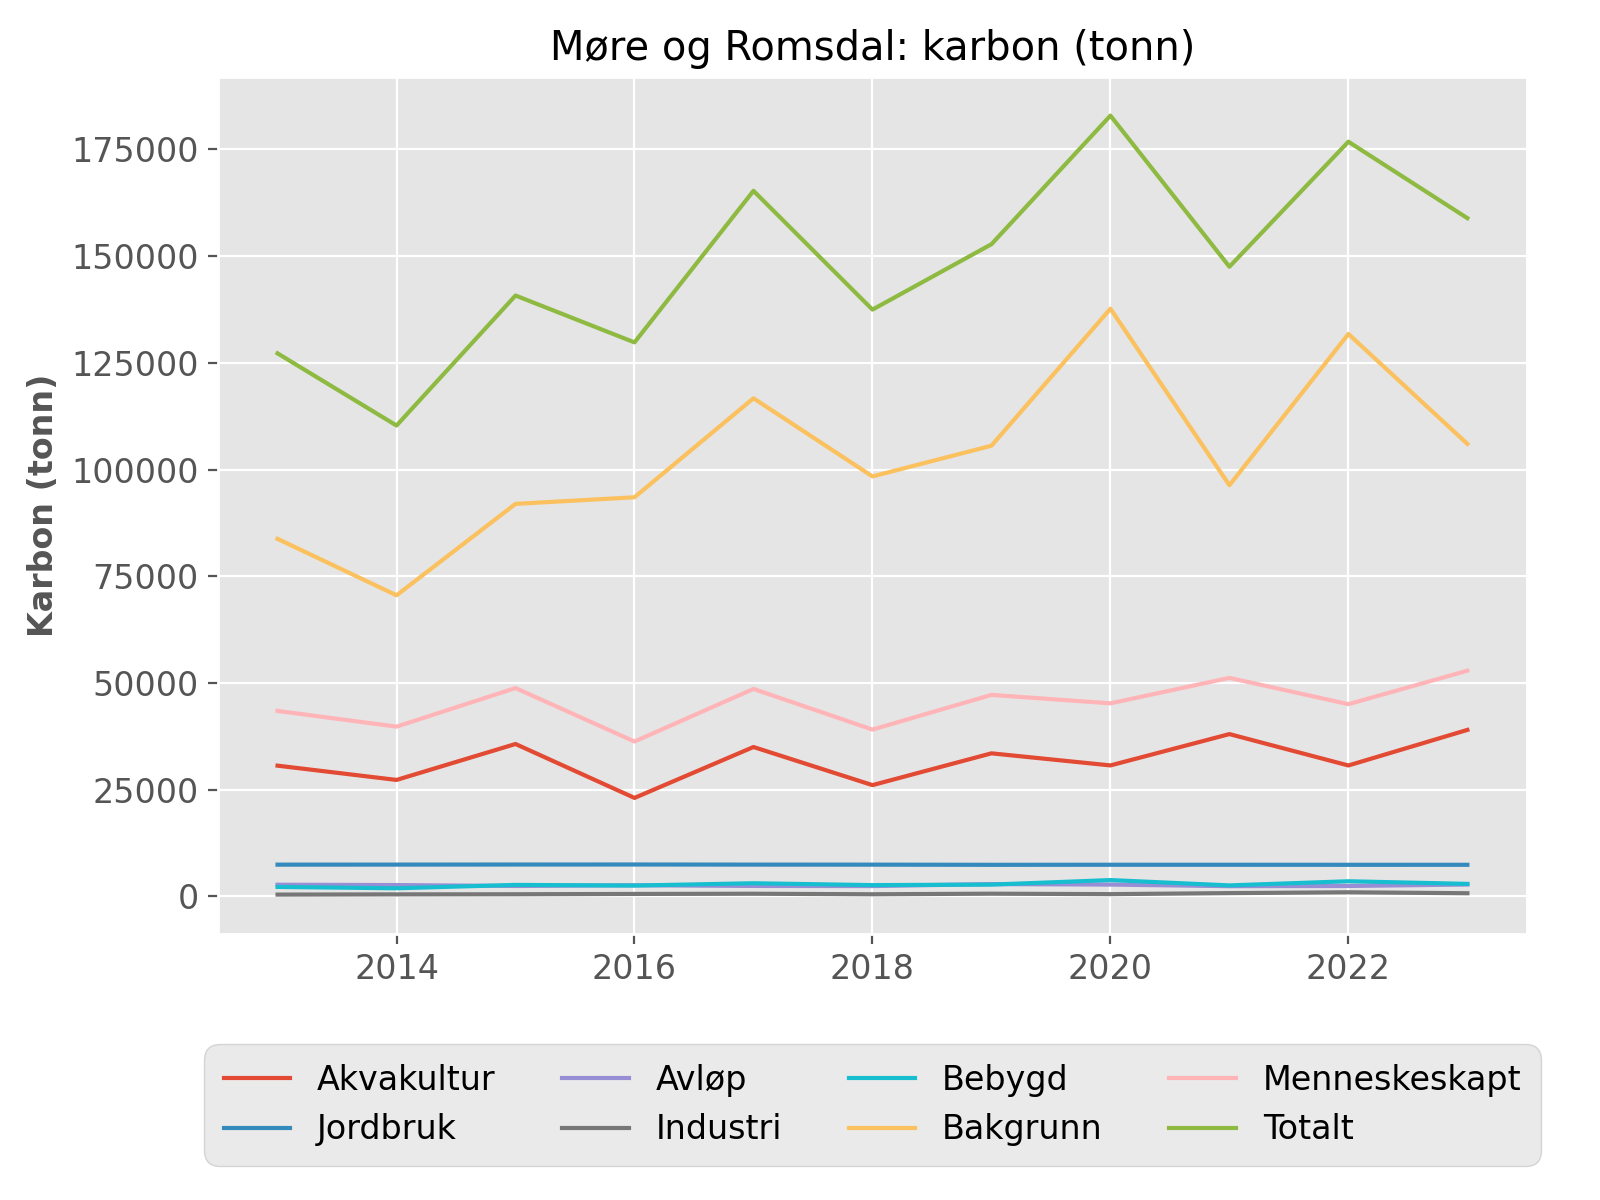 Møre og Romsdal: karbon (tonn)
Karbon (tonn)
175000
150000
125000
100000
75000
50000
25000
0
2014 2016 2018 2020 2022
Akvakultur Avløp Bebygd Menneskeskapt
Jordbruk Industri Bakgrunn Totalt